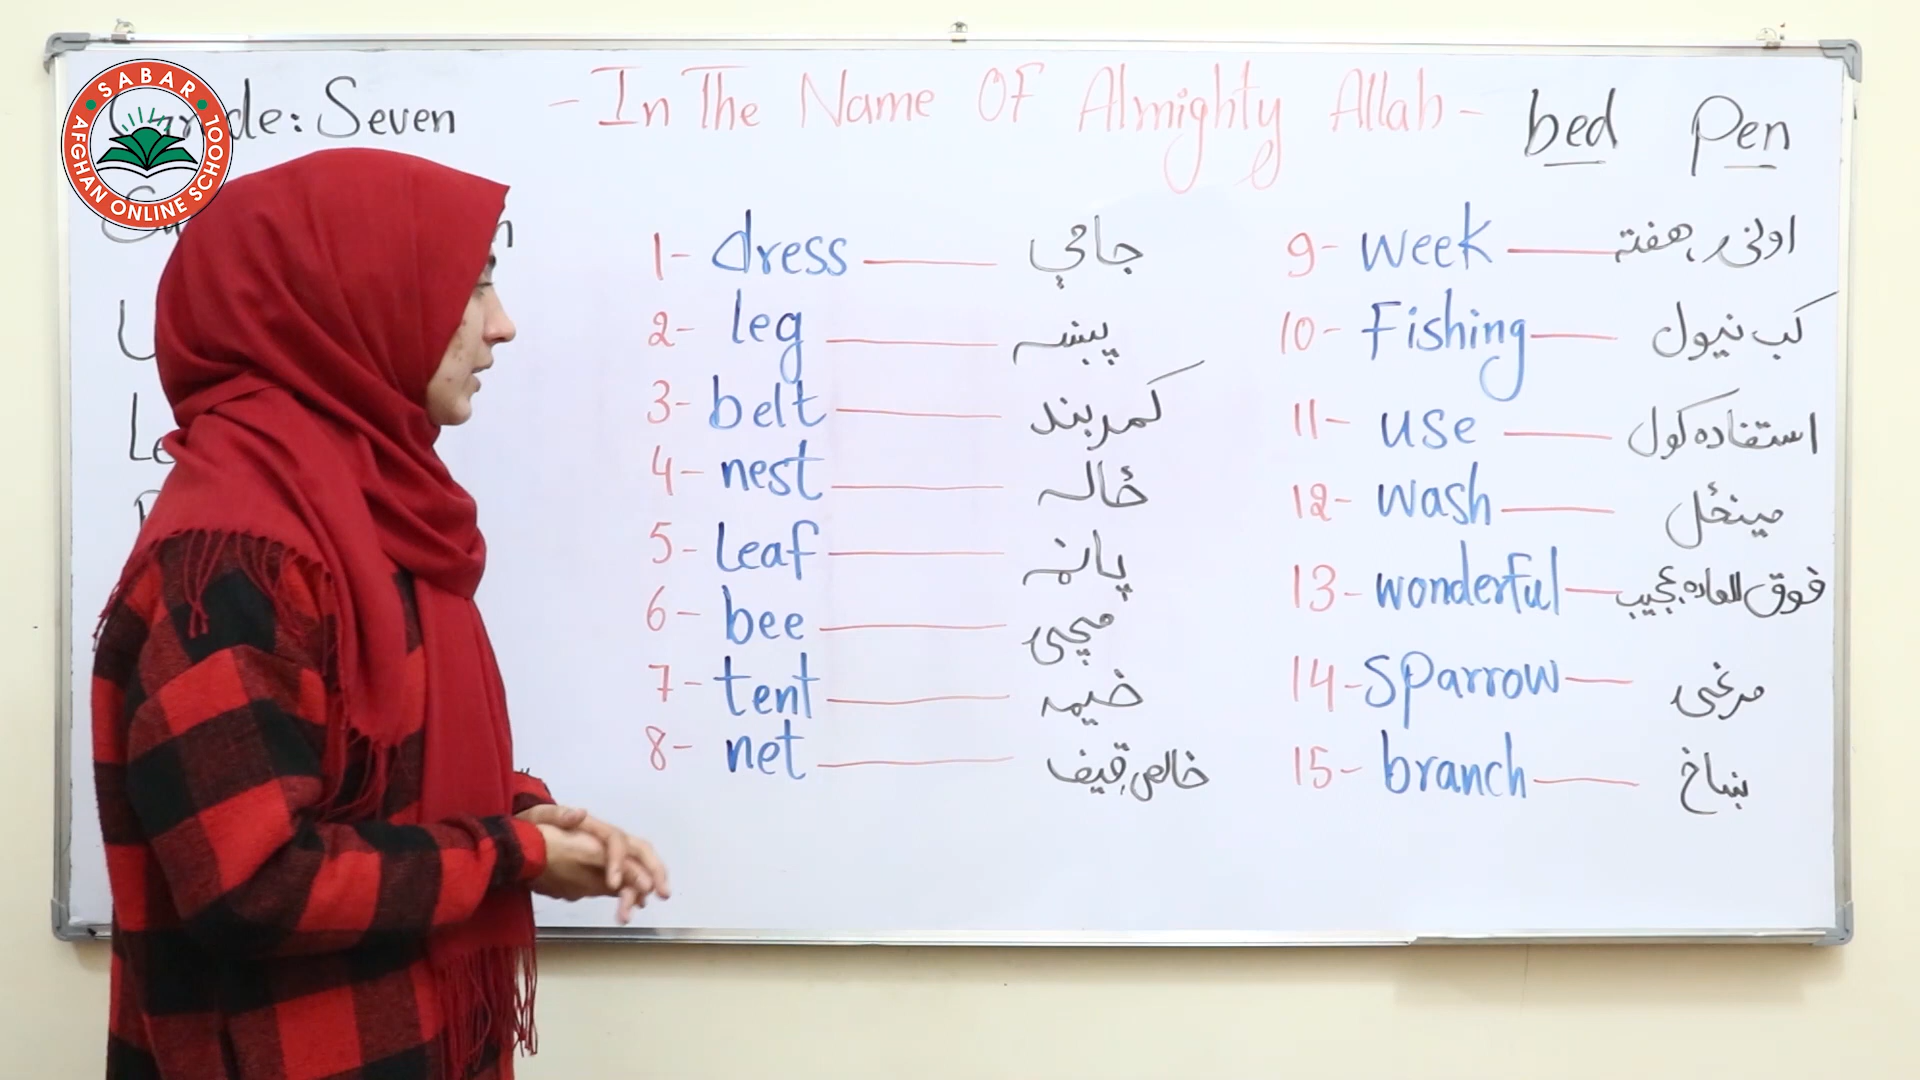 SABAR
AFGHAN ONLINE SCHOOL
Grade: Seven
- In The Name OF Almighty Allah -
bed Pen
1- dress جامې
2- leg پښه
3- belt کمربند
4- nest ځاله
5- Leaf پاڼه
6- bee مچۍ
7- tent خیمه
8- net خالص، قیف
9- week اونۍ، هفته
10- Fishing کب نیول
11- use استفاده کول
12- wash مینځل
13- wonderful فوق العاده، عجیب
14- Sparrow مرغۍ
15- branch ښاخ